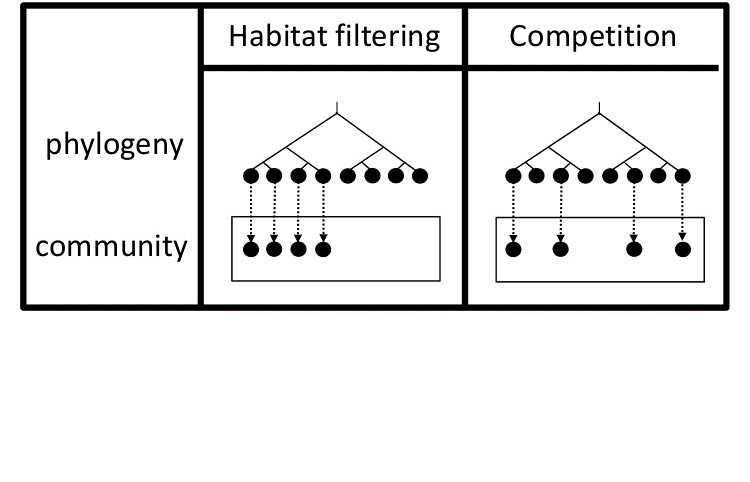 Habitat filtering
Competition
phylogeny
community